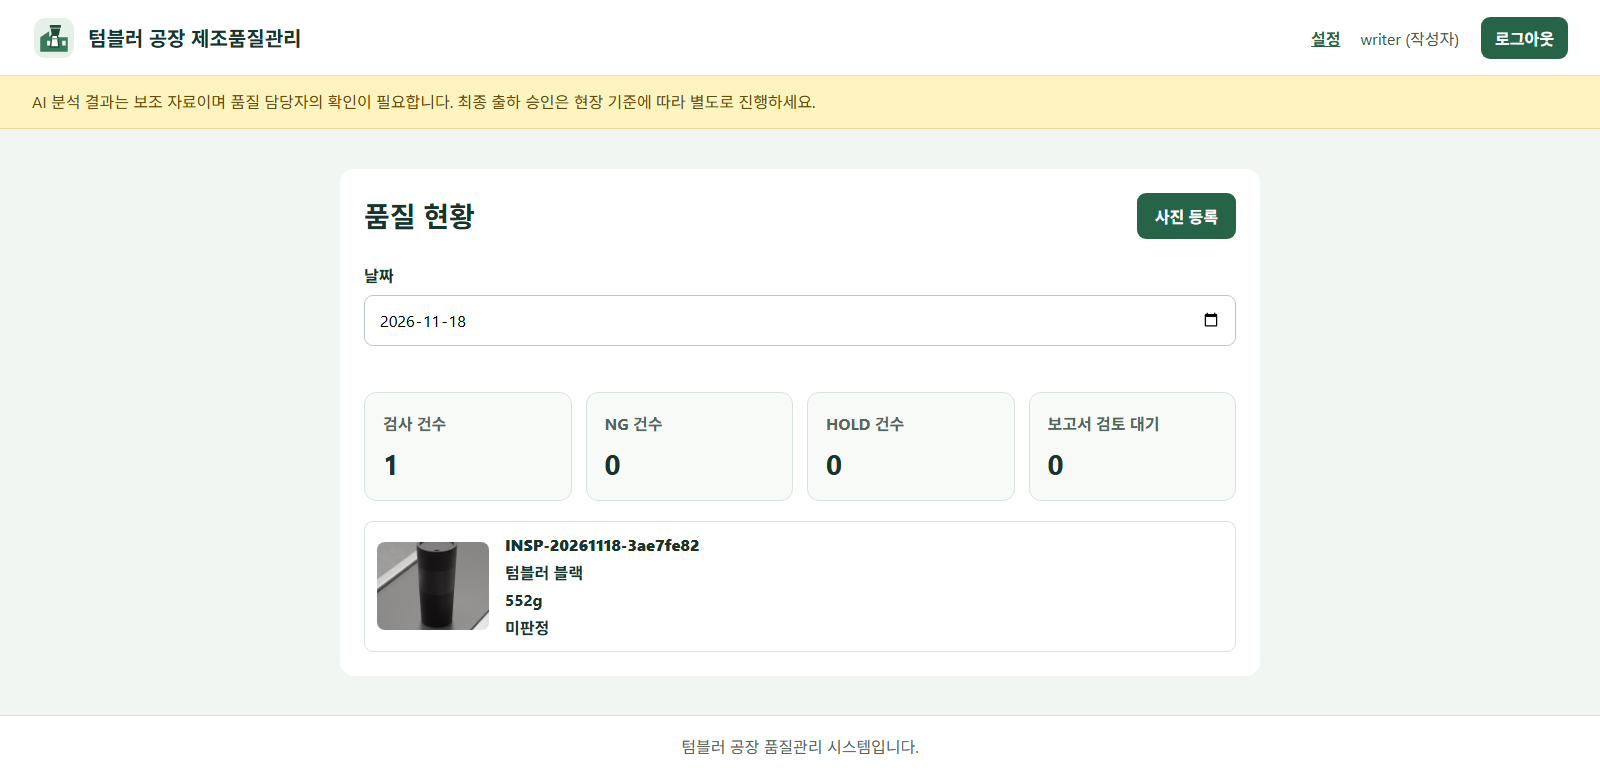 텀블러 공장 제조품질관리
설정
writer (작성자)
로그아웃
AI 분석 결과는 보조 자료이며 품질 담당자의 확인이 필요합니다. 최종 출하 승인은 현장 기준에 따라 별도로 진행하세요.
품질 현황
사진 등록
날짜
2026-11-18
검사 건수
1
NG 건수
0
HOLD 건수
0
보고서 검토 대기
0
INSP-20261118-3ae7fe82
텀블러 블랙
552g
미판정
텀블러 공장 품질관리 시스템입니다.